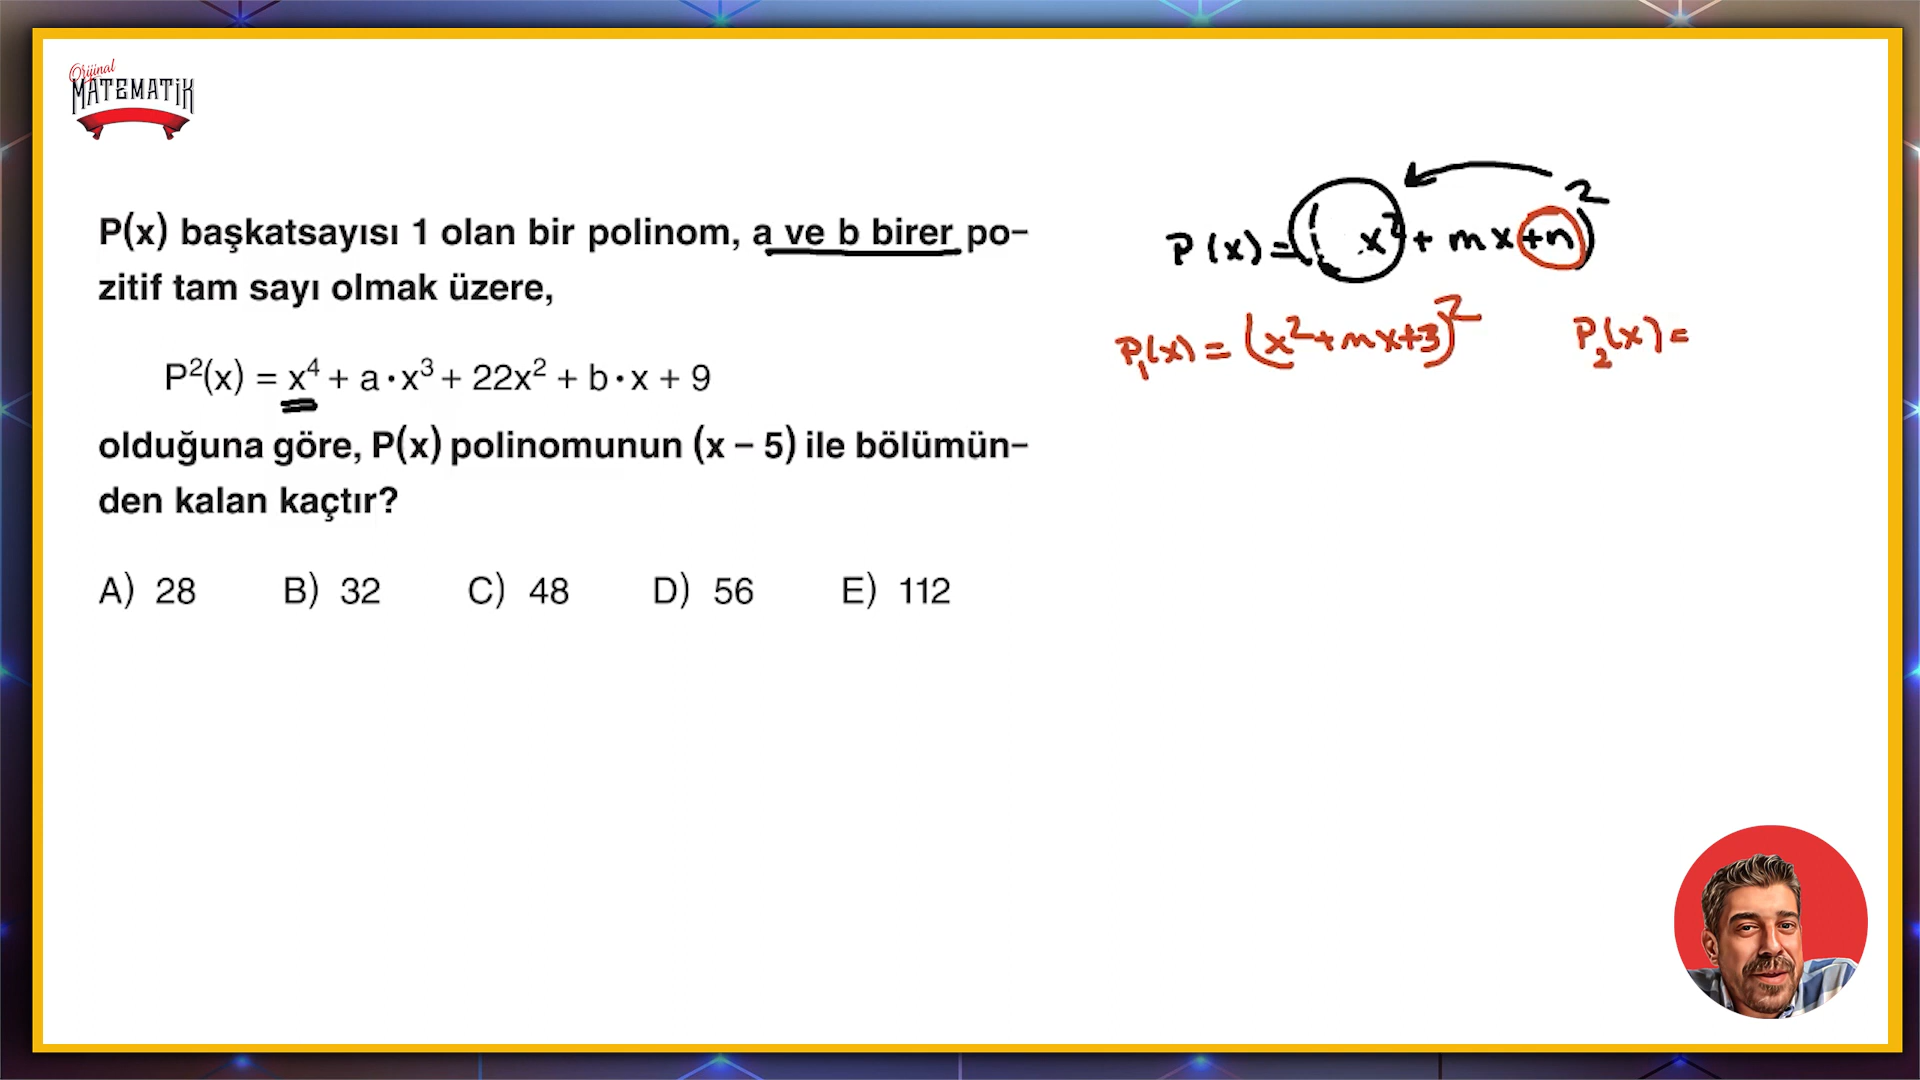 Orijinal
MATEMATİK
P(x) başkatsayısı 1 olan bir polinom, a ve b birer po-
zitif tam sayı olmak üzere,
P²(x) = x⁴ + a·x³ + 22x² + b·x + 9
olduğuna göre, P(x) polinomunun (x – 5) ile bölümün-
den kalan kaçtır?
A) 28 B) 32 C) 48 D) 56 E) 112
P(x) = (x² + mx + n)²
P₁(x) = (x² + mx + 3)² P₂(x) =